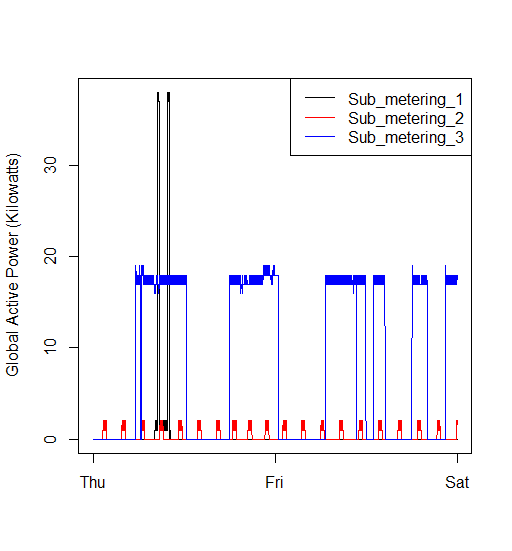 Sub_metering_1
Sub_metering_2
Sub_metering_3
Global Active Power (Kilowatts)
30
20
10
0
Thu Fri Sat